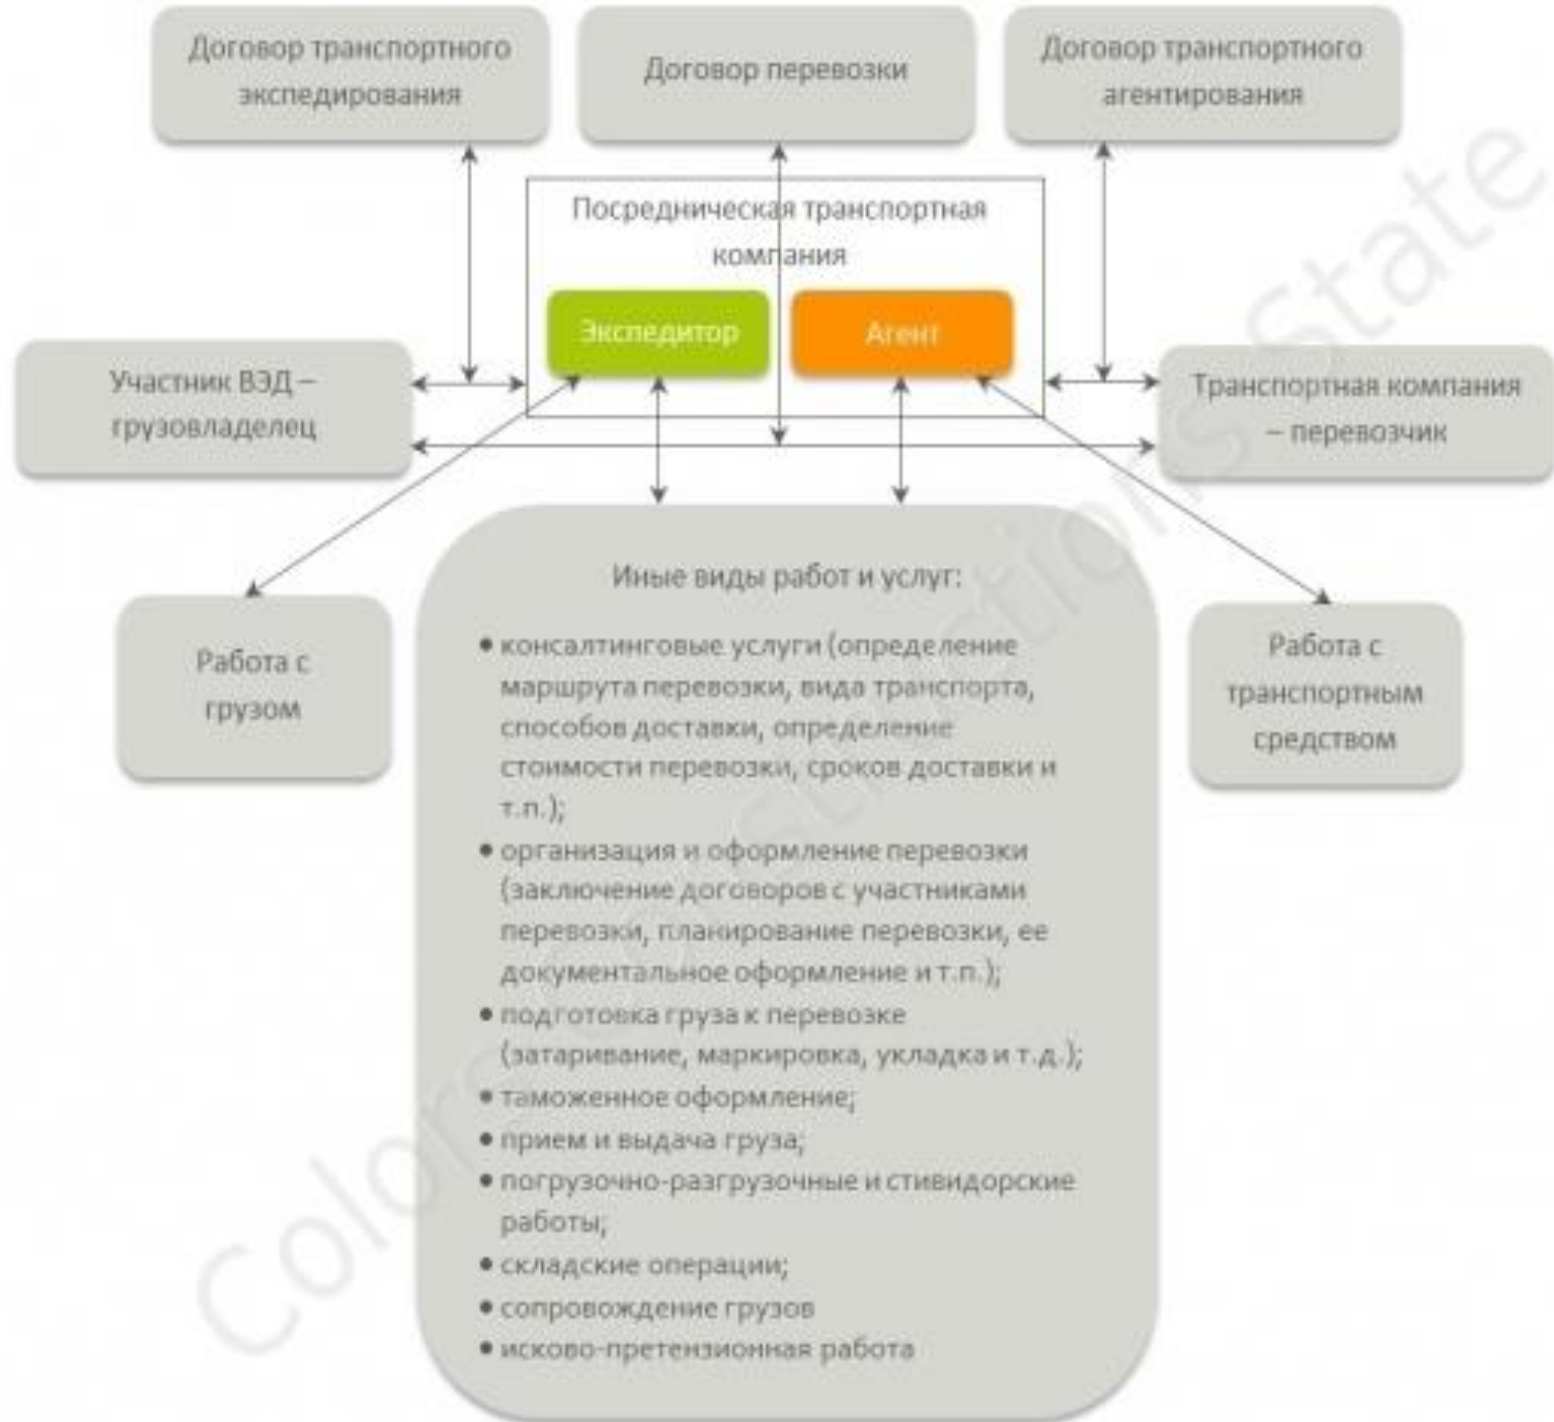 Договор транспортного
экспедирования
Договор перевозки
Договор транспортного
агентирования
Посредническая транспортная
компания
Экспедитор
Агент
Участник ВЭД –
грузовладелец
Транспортная компания
– перевозчик
Работа с
грузом
Иные виды работ и услуг:
• консалтинговые услуги (определение
маршрута перевозки, вида транспорта,
способов доставки, определение
стоимости перевозки, сроков доставки и
т.п.);
• организация и оформление перевозки
(заключение договоров с участниками
перевозки, планирование перевозки, ее
документальное оформление и т.п.);
• подготовка груза к перевозке
(затаривание, маркировка, укладка и т.д.);
• таможенное оформление;
• прием и выдача груза;
• погрузочно-разгрузочные и стивидорские
работы;
• складские операции;
• сопровождение грузов
• исково-претензионная работа
Работа с
транспортным
средством
State